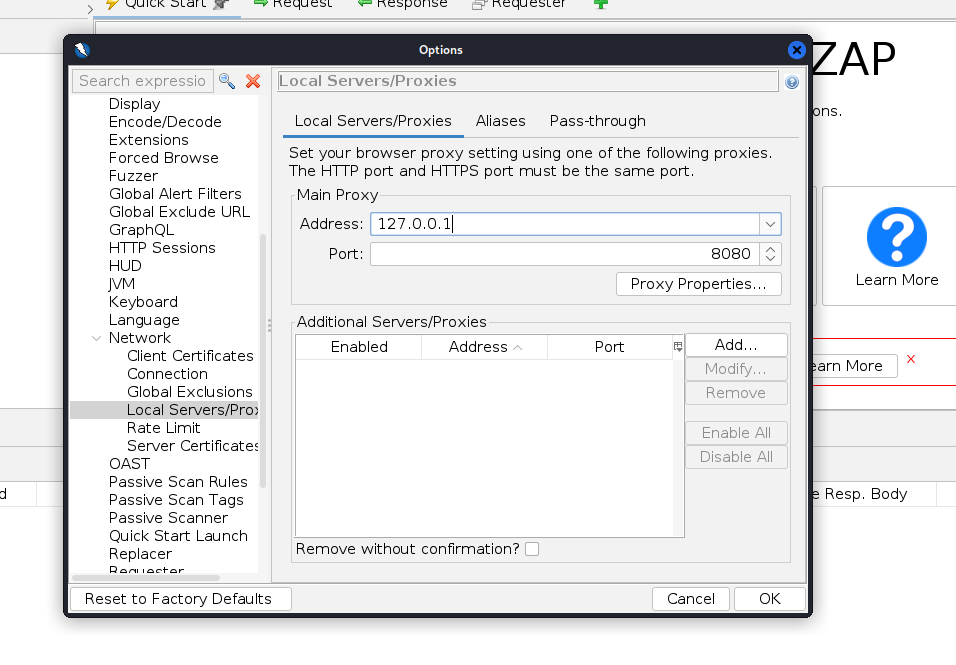 Quick Start
Request
Response
Requester
Options
ZAP
Search expressio
Local Servers/Proxies
Display
Encode/Decode
Extensions
Forced Browse
Fuzzer
Global Alert Filters
Global Exclude URL
GraphQL
HTTP Sessions
HUD
JVM
Keyboard
Language
Network
Client Certificates
Connection
Global Exclusions
Local Servers/Prox
Rate Limit
Server Certificates
OAST
Passive Scan Rules
Passive Scan Tags
Passive Scanner
Quick Start Launch
Replacer
Requester
Local Servers/Proxies
Aliases
Pass-through
Set your browser proxy setting using one of the following proxies.
The HTTP port and HTTPS port must be the same port.
Main Proxy
Address: 127.0.0.1
Port: 8080
Proxy Properties...
Additional Servers/Proxies
Enabled Address Port
Add...
Modify...
Remove
Enable All
Disable All
Remove without confirmation?
Reset to Factory Defaults
Cancel
OK
ons.
Learn More
earn More
d
e Resp. Body